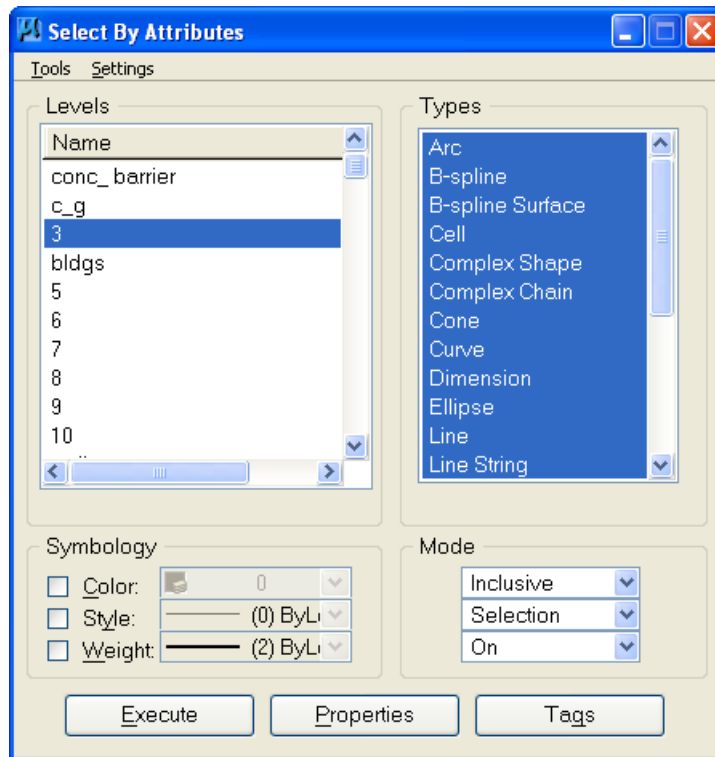 Select By Attributes
Tools Settings
Levels
Name
conc_ barrier
c_g
3
bldgs
5
6
7
8
9
10
Types
Arc
B-spline
B-spline Surface
Cell
Complex Shape
Complex Chain
Cone
Curve
Dimension
Ellipse
Line
Line String
Symbology
Color: 0
Style: (0) ByL
Weight: (2) ByL
Mode
Inclusive
Selection
On
Execute Properties Tags